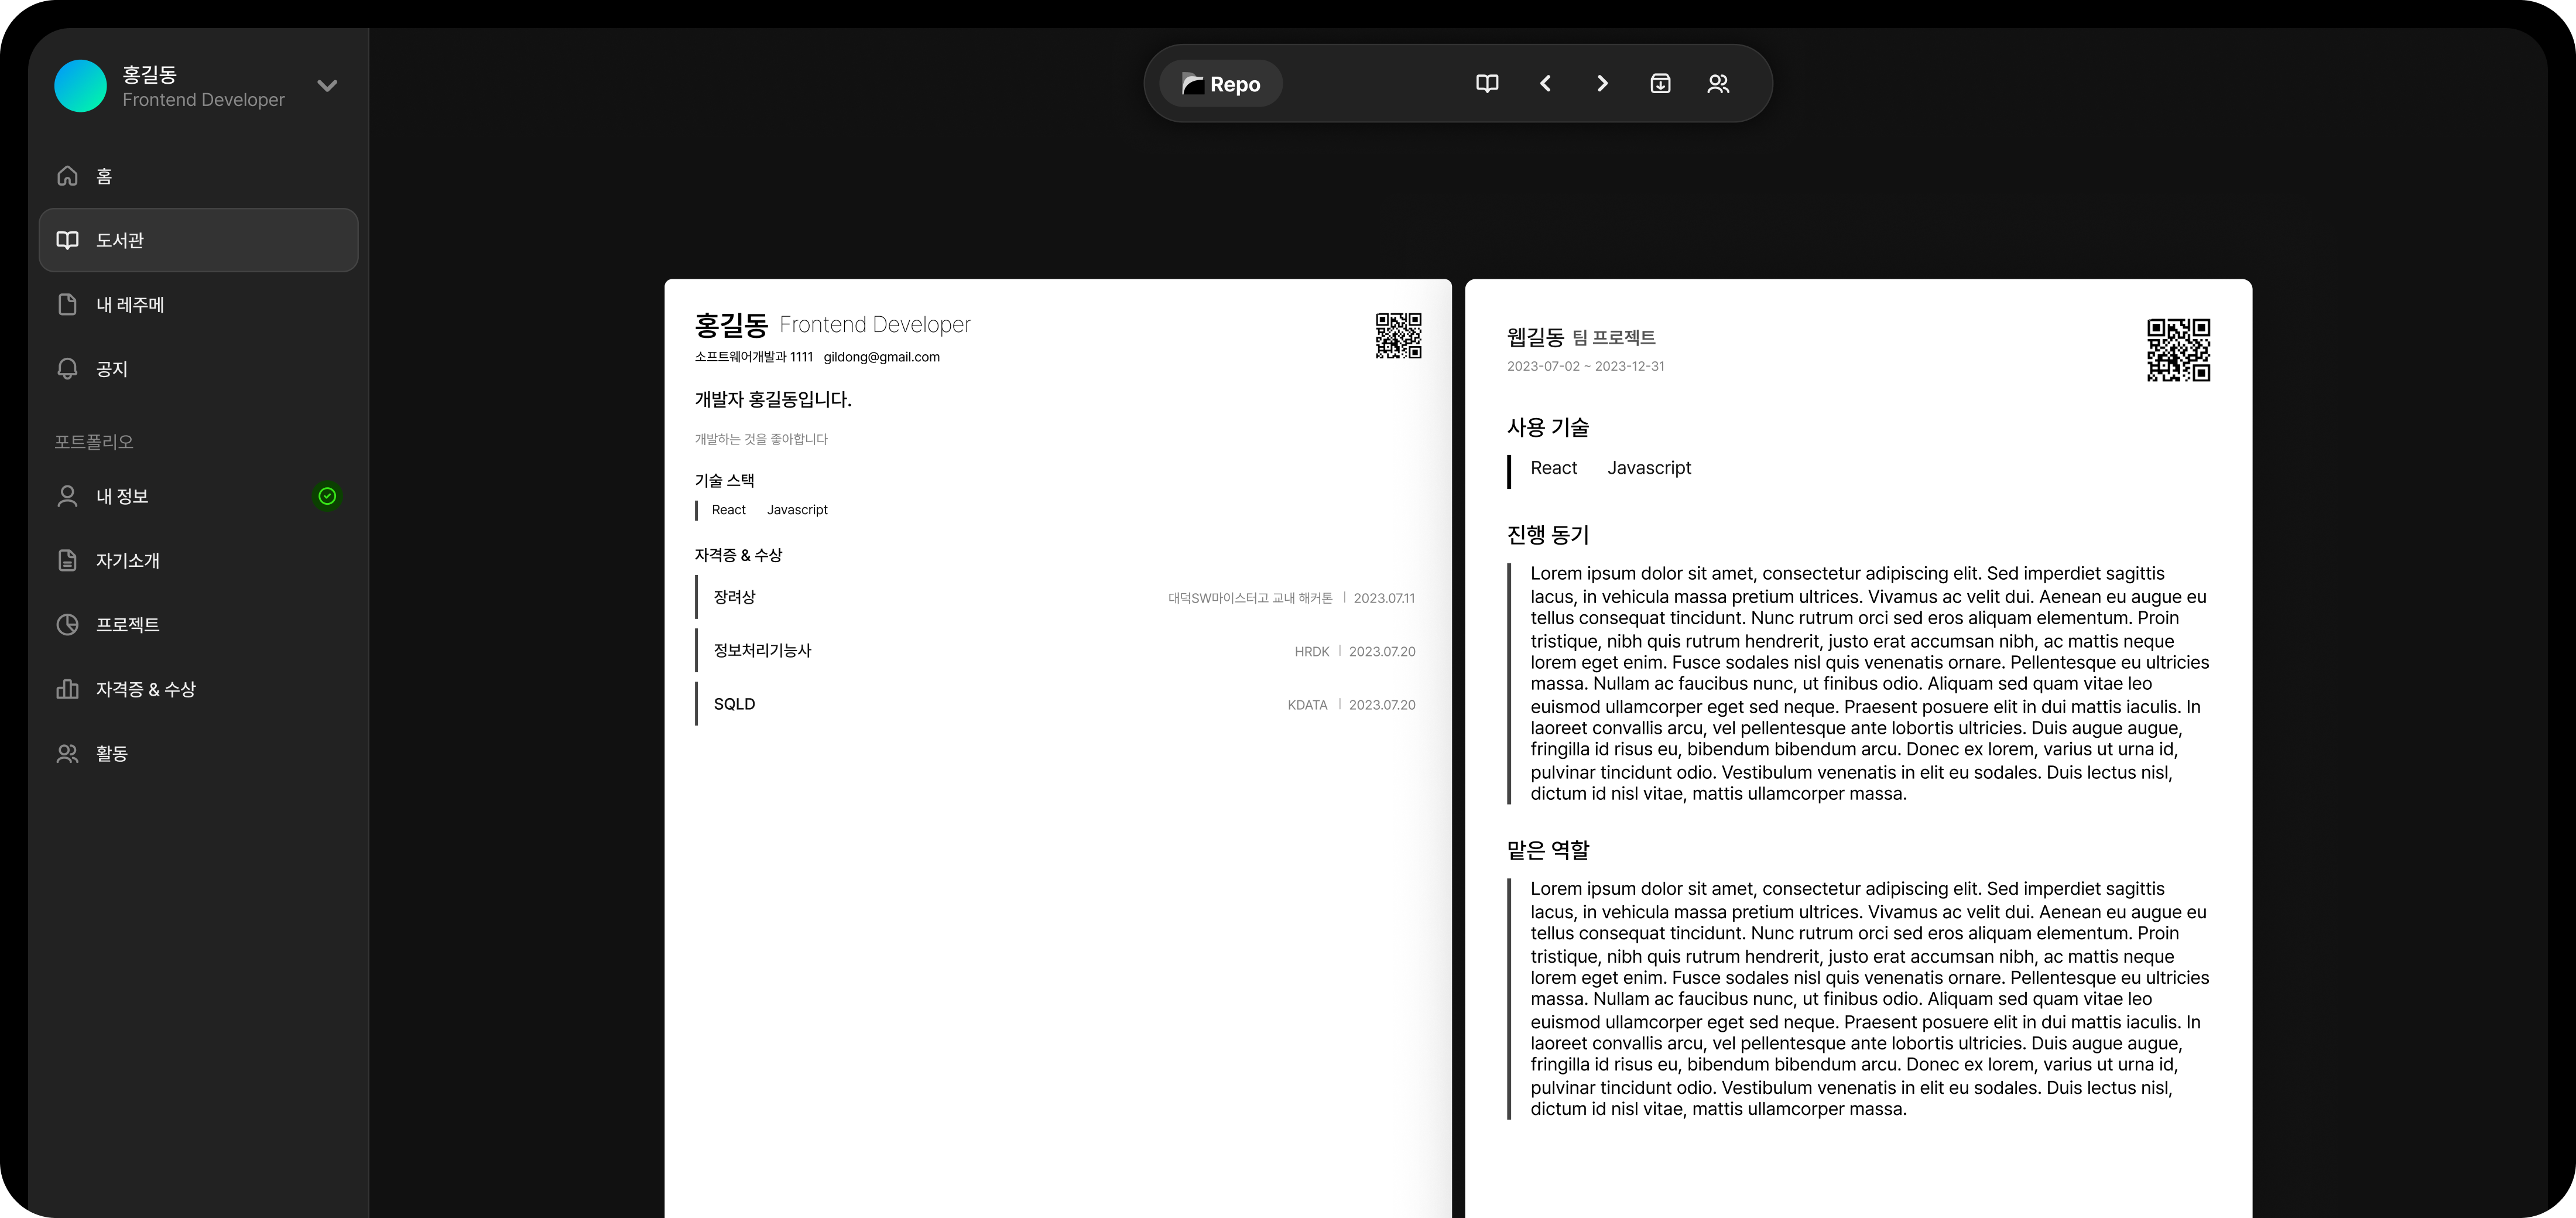 홍길동
Frontend Developer
홈
도서관
내 레주메
공지
포트폴리오
내 정보
자기소개
프로젝트
자격증 & 수상
활동
Repo
홍길동 Frontend Developer
소프트웨어개발과 1111 gildong@gmail.com
개발자 홍길동입니다.
개발하는 것을 좋아합니다
기술 스택
React Javascript
자격증 & 수상
장려상 대덕SW마이스터고 교내 해커톤 | 2023.07.11
정보처리기능사 HRDK | 2023.07.20
SQLD KDATA | 2023.07.20
웹길동 팀 프로젝트
2023-07-02 ~ 2023-12-31
사용 기술
React Javascript
진행 동기
Lorem ipsum dolor sit amet, consectetur adipiscing elit. Sed imperdiet sagittis
lacus, in vehicula massa pretium ultrices. Vivamus ac velit dui. Aenean eu augue eu
tellus consequat tincidunt. Nunc rutrum orci sed eros aliquam elementum. Proin
tristique, nibh quis rutrum hendrerit, justo erat accumsan nibh, ac mattis neque
lorem eget enim. Fusce sodales nisl quis venenatis ornare. Pellentesque eu ultricies
massa. Nullam ac faucibus nunc, ut finibus odio. Aliquam sed quam vitae leo
euismod ullamcorper eget sed neque. Praesent posuere elit in dui mattis iaculis. In
laoreet convallis arcu, vel pellentesque ante lobortis ultricies. Duis augue augue,
fringilla id risus eu, bibendum bibendum arcu. Donec ex lorem, varius ut urna id,
pulvinar tincidunt odio. Vestibulum venenatis in elit eu sodales. Duis lectus nisl,
dictum id nisl vitae, mattis ullamcorper massa.
맡은 역할
Lorem ipsum dolor sit amet, consectetur adipiscing elit. Sed imperdiet sagittis
lacus, in vehicula massa pretium ultrices. Vivamus ac velit dui. Aenean eu augue eu
tellus consequat tincidunt. Nunc rutrum orci sed eros aliquam elementum. Proin
tristique, nibh quis rutrum hendrerit, justo erat accumsan nibh, ac mattis neque
lorem eget enim. Fusce sodales nisl quis venenatis ornare. Pellentesque eu ultricies
massa. Nullam ac faucibus nunc, ut finibus odio. Aliquam sed quam vitae leo
euismod ullamcorper eget sed neque. Praesent posuere elit in dui mattis iaculis. In
laoreet convallis arcu, vel pellentesque ante lobortis ultricies. Duis augue augue,
fringilla id risus eu, bibendum bibendum arcu. Donec ex lorem, varius ut urna id,
pulvinar tincidunt odio. Vestibulum venenatis in elit eu sodales. Duis lectus nisl,
dictum id nisl vitae, mattis ullamcorper massa.